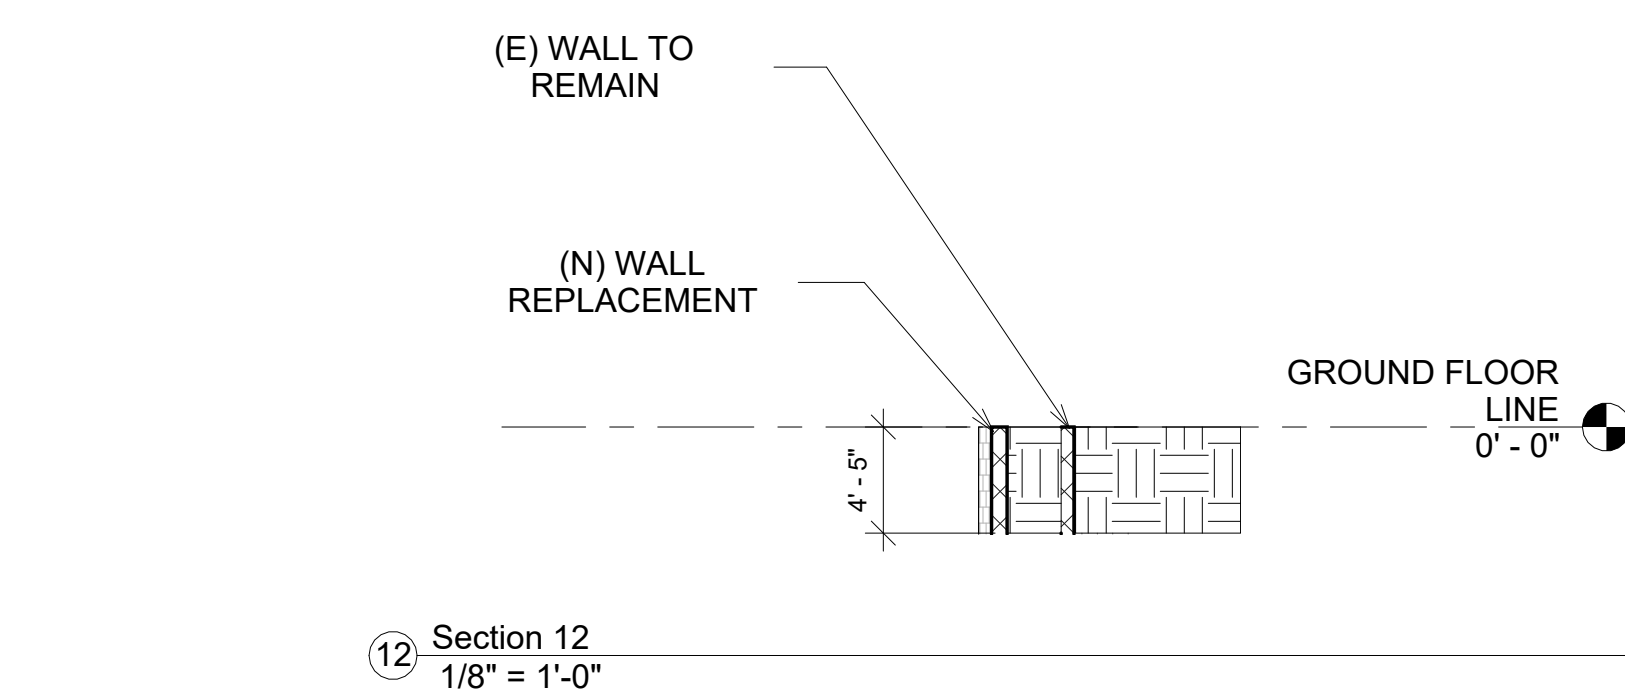 (E) WALL TO
REMAIN
(N) WALL
REPLACEMENT
GROUND FLOOR
LINE
0' - 0"
4' - 5"
12
Section 12
1/8" = 1'-0"